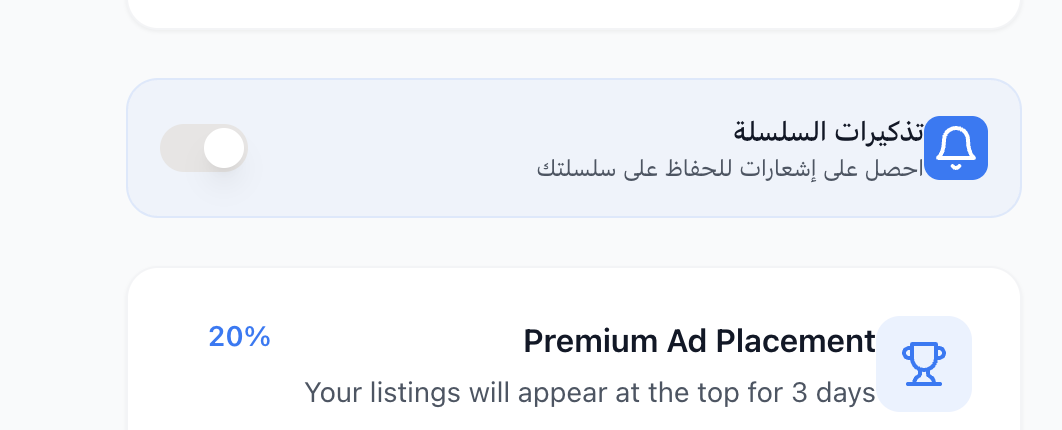 تذكيرات السلسلة
احصل على إشعارات للحفاظ على سلسلتك
Premium Ad Placement
20%
Your listings will appear at the top for 3 days